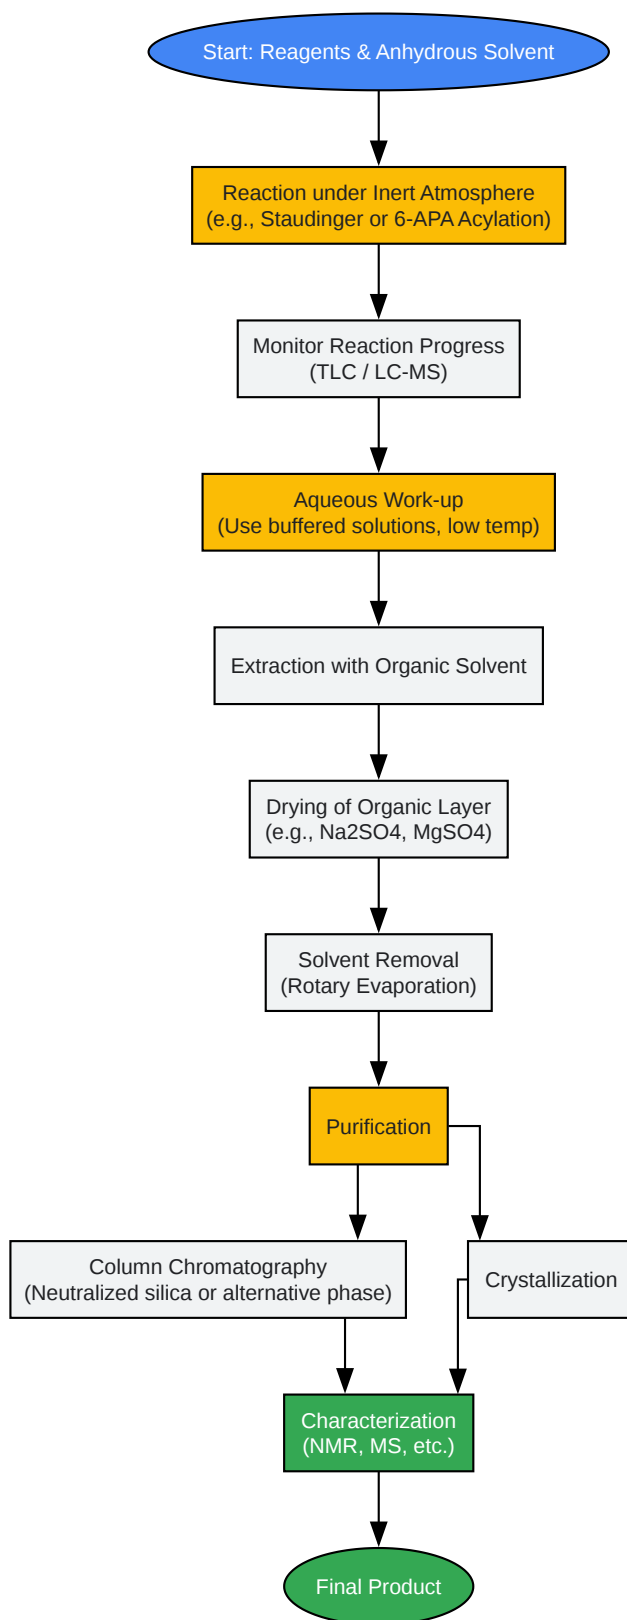 Start: Reagents & Anhydrous Solvent
Reaction under Inert Atmosphere
(e.g., Staudinger or 6-APA Acylation)
Monitor Reaction Progress
(TLC / LC-MS)
Aqueous Work-up
(Use buffered solutions, low temp)
Extraction with Organic Solvent
Drying of Organic Layer
(e.g., Na2SO4, MgSO4)
Solvent Removal
(Rotary Evaporation)
Purification
Column Chromatography
(Neutralized silica or alternative phase)
Crystallization
Characterization
(NMR, MS, etc.)
Final Product